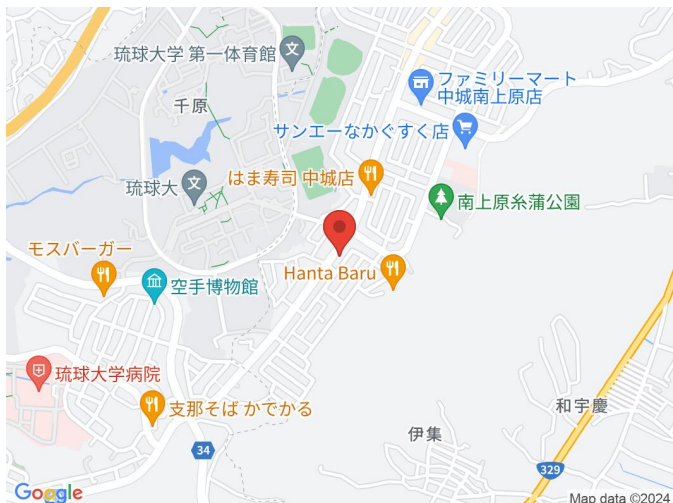 琉球大学 第一体育館
千原
ファミリーマート
中城南上原店
サンエーなかぐすく店
はま寿司 中城店
琉球大
南上原糸蒲公園
モスバーガー
Hanta Baru
空手博物館
琉球大学病院
支那そば かでかる
和宇慶
伊集
34
329
Google
Map data ©2024